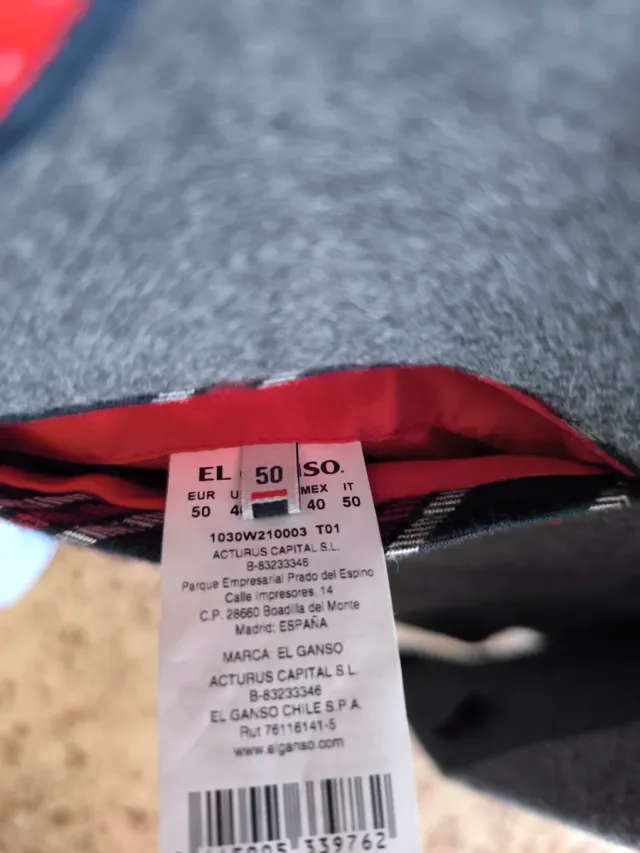 EL SO.
50
EUR MEX IT
50 40 50
1030W210003 T01
ACTURUS CAPITAL S.L.
B-83233346
Parque Empresarial Prado del Espino
Calle Impresores, 14
C.P. 28660 Boadilla del Monte
Madrid: ESPAÑA
MARCA: EL GANSO
ACTURUS CAPITAL S.L.
B-83233346
EL GANSO CHILE S.P.A.
Rut 76116141-5
www.elganso.com
339762